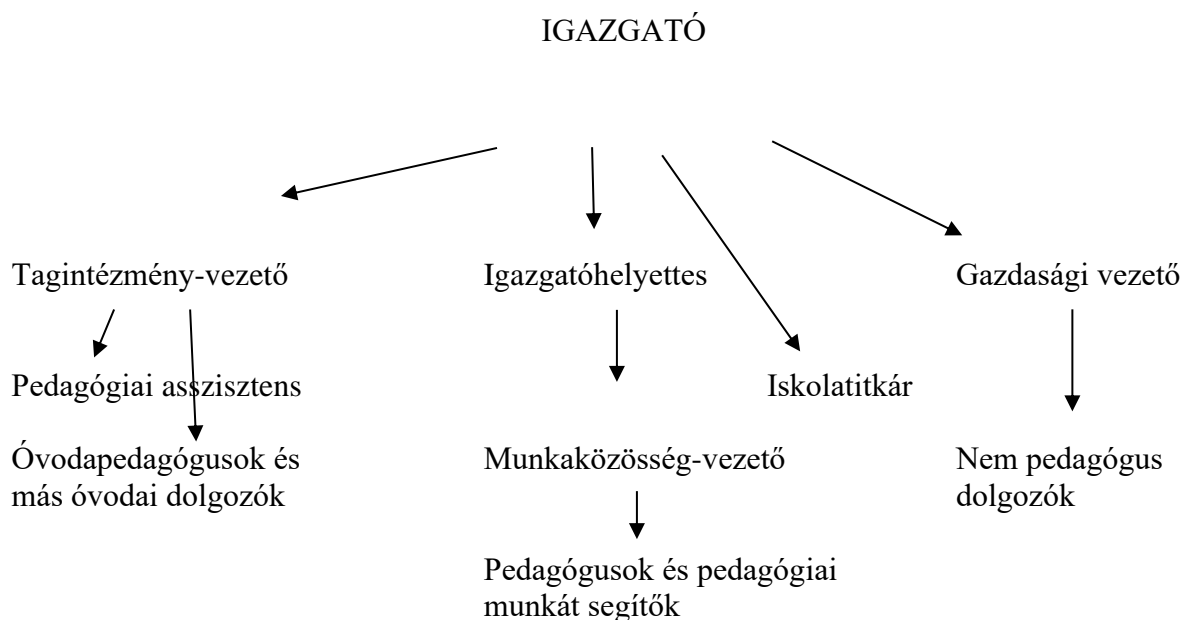 IGAZGATÓ
Tagintézmény-vezető
Igazgatóhelyettes
Gazdasági vezető
Pedagógiai asszisztens
Iskolatitkár
Óvodapedagógusok és
más óvodai dolgozók
Munkaközösség-vezető
Nem pedagógus
dolgozók
Pedagógusok és pedagógiai
munkát segítők